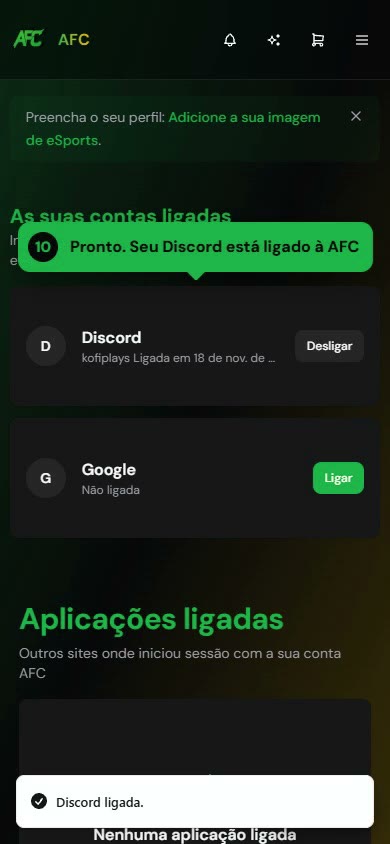 AFC AFC
Preencha o seu perfil: Adicione a sua imagem
de eSports.
As suas contas ligadas
10 Pronto. Seu Discord está ligado à AFC
D
Discord
kofiplays Ligada em 18 de nov. de ...
Desligar
G
Google
Não ligada
Ligar
Aplicações ligadas
Outros sites onde iniciou sessão com a sua conta
AFC
Discord ligada.
Nenhuma aplicação ligada